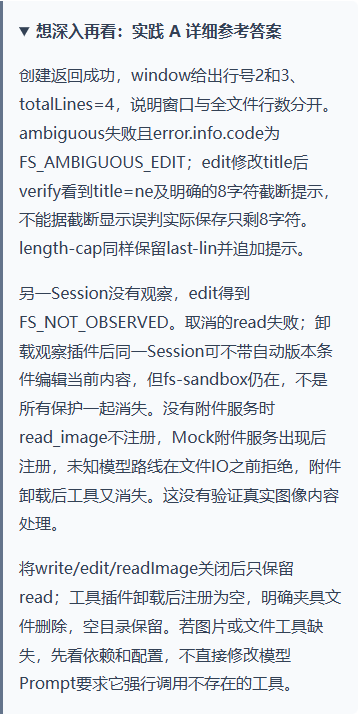 ▼ 想深入再看：实践 A 详细参考答案
创建返回成功，window给出行号2和3、
totalLines=4，说明窗口与全文件行数分开。
ambiguous失败且error.info.code为
FS_AMBIGUOUS_EDIT；edit修改title后
verify看到title=ne及明确的8字符截断提示，
不能据截断显示误判实际保存只剩8字符。
length-cap同样保留last-lin并追加提示。
另一Session没有观察，edit得到
FS_NOT_OBSERVED。取消的read失败；卸
载观察插件后同一Session可不带自动版本条
件编辑当前内容，但fs-sandbox仍在，不是
所有保护一起消失。没有附件服务时
read_image不注册，Mock附件服务出现后
注册，未知模型路线在文件IO之前拒绝，附件
卸载后工具又消失。这没有验证真实图像内容
处理。
将write/edit/readImage关闭后只保留
read；工具插件卸载后注册为空，明确夹具文
件删除，空目录保留。若图片或文件工具缺
失，先看依赖和配置，不直接修改模型
Prompt要求它强行调用不存在的工具。